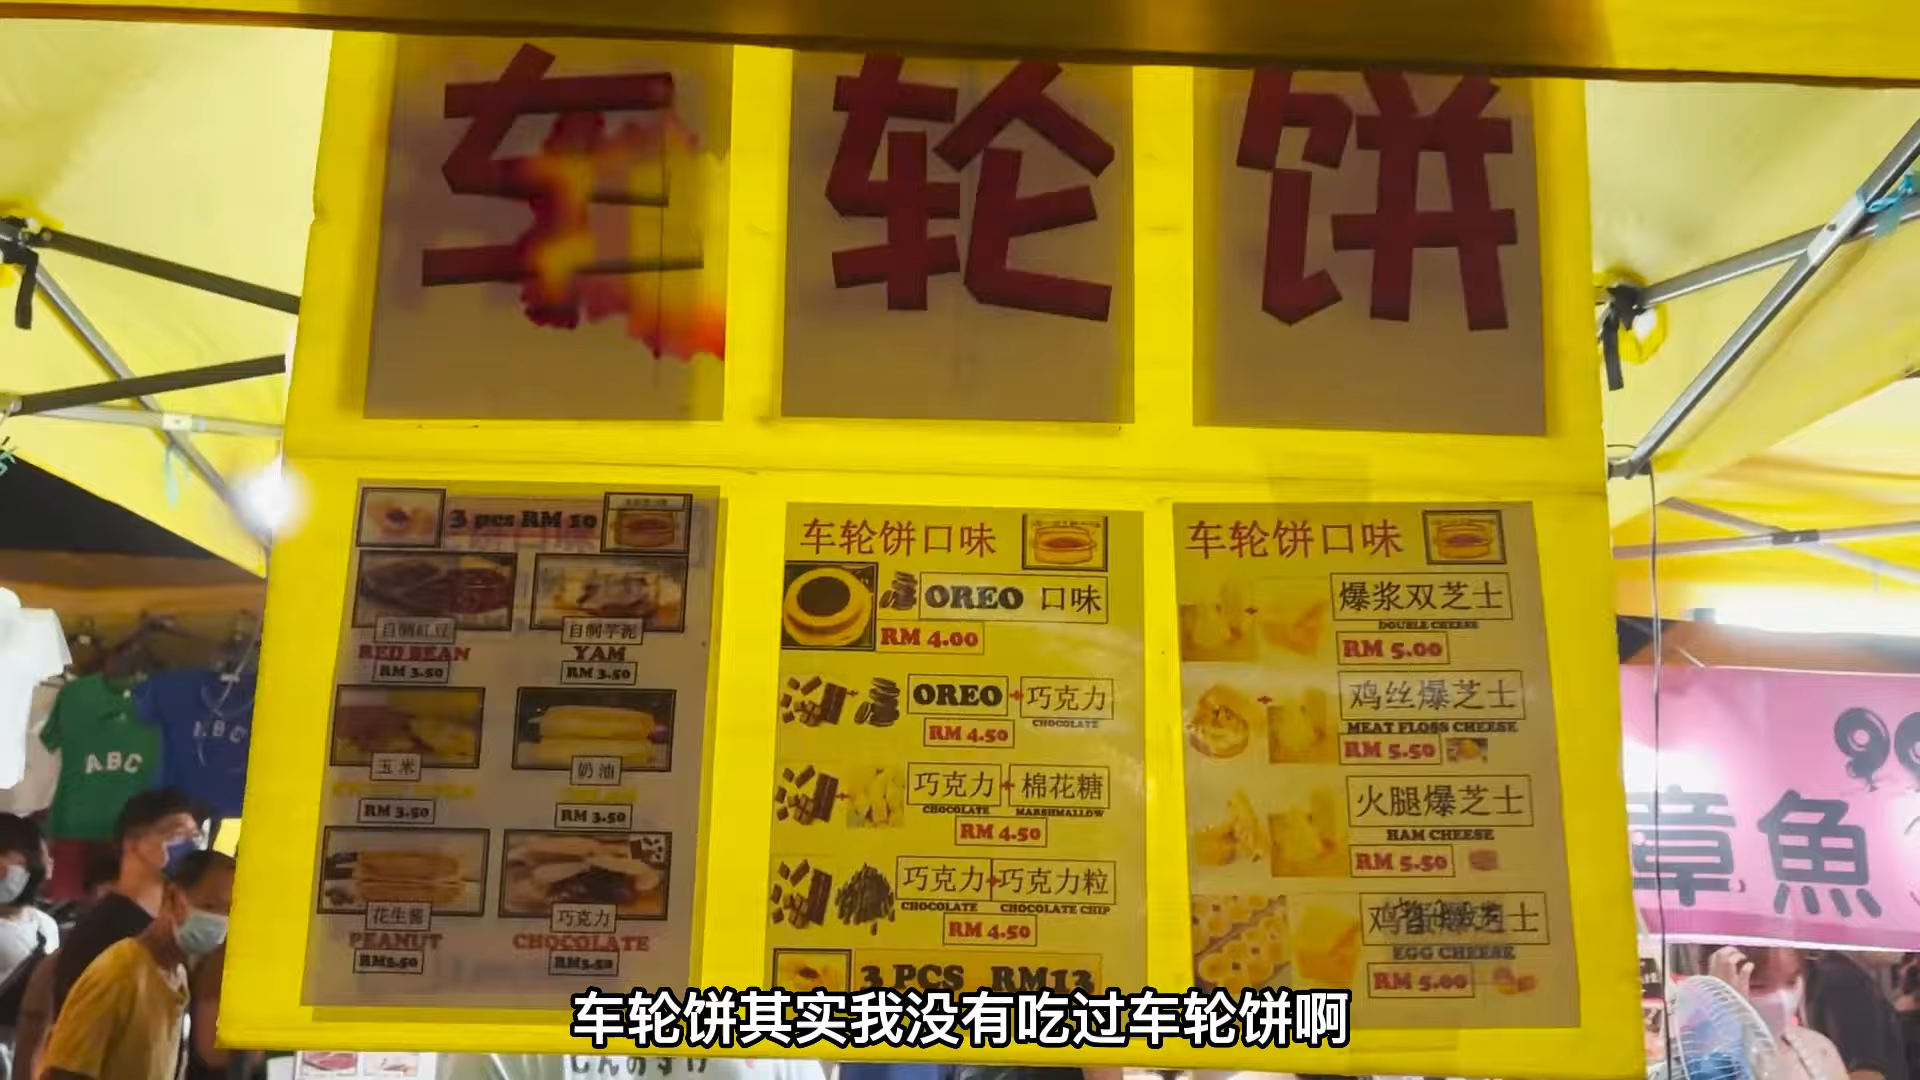 车轮饼
3 pcs RM 10
自制紅豆
RED BEAN
RM 3.50
自制芋泥
YAM
RM 3.50
玉米
RM 3.50
奶油
RM 3.50
花生酱
PEANUT
RM3.50
巧克力
CHOCOLATE
RM3.50
车轮饼口味
OREO 口味
RM 4.00
OREO+巧克力
CHOCOLATE
RM 4.50
巧克力+棉花糖
CHOCOLATE MARSHMALLOW
RM 4.50
巧克力+巧克力粒
CHOCOLATE CHOCOLATE CHIP
RM 4.50
3 PCS RM13
车轮饼口味
爆浆双芝士
DOUBLE CHEESE
RM 5.00
鸡丝爆芝士
MEAT FLOSS CHEESE
RM 5.50
火腿爆芝士
HAM CHEESE
RM 5.50
EGG CHEESE
RM 5.00
ABC
ABC
章魚
车轮饼其实我没有吃过车轮饼啊